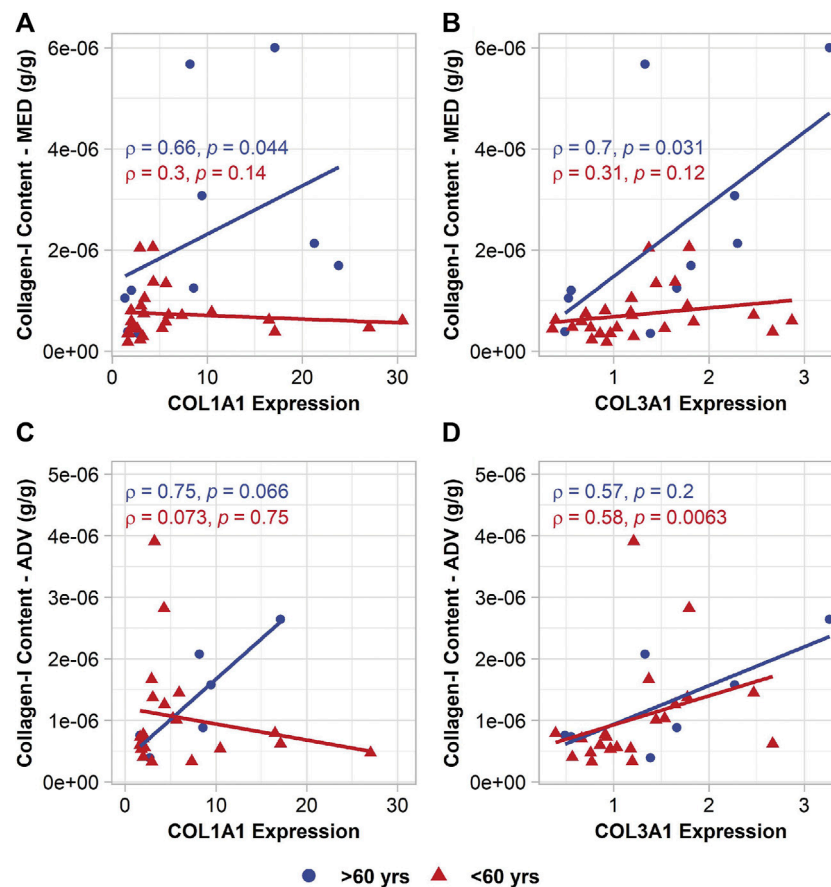 A
Collagen-I Content - MED (g/g)
6e-06
4e-06
2e-06
0e+00
ρ = 0.66, p = 0.044
ρ = 0.3, p = 0.14
0 10 20 30
COL1A1 Expression
B
Collagen-I Content - MED (g/g)
6e-06
4e-06
2e-06
0e+00
ρ = 0.7, p = 0.031
ρ = 0.31, p = 0.12
1 2 3
COL3A1 Expression
C
Collagen-I Content - ADV (g/g)
5e-06
4e-06
3e-06
2e-06
1e-06
0e+00
ρ = 0.75, p = 0.066
ρ = 0.073, p = 0.75
0 10 20 30
COL1A1 Expression
D
Collagen-I Content - ADV (g/g)
5e-06
4e-06
3e-06
2e-06
1e-06
0e+00
ρ = 0.57, p = 0.2
ρ = 0.58, p = 0.0063
1 2 3
COL3A1 Expression
>60 yrs <60 yrs